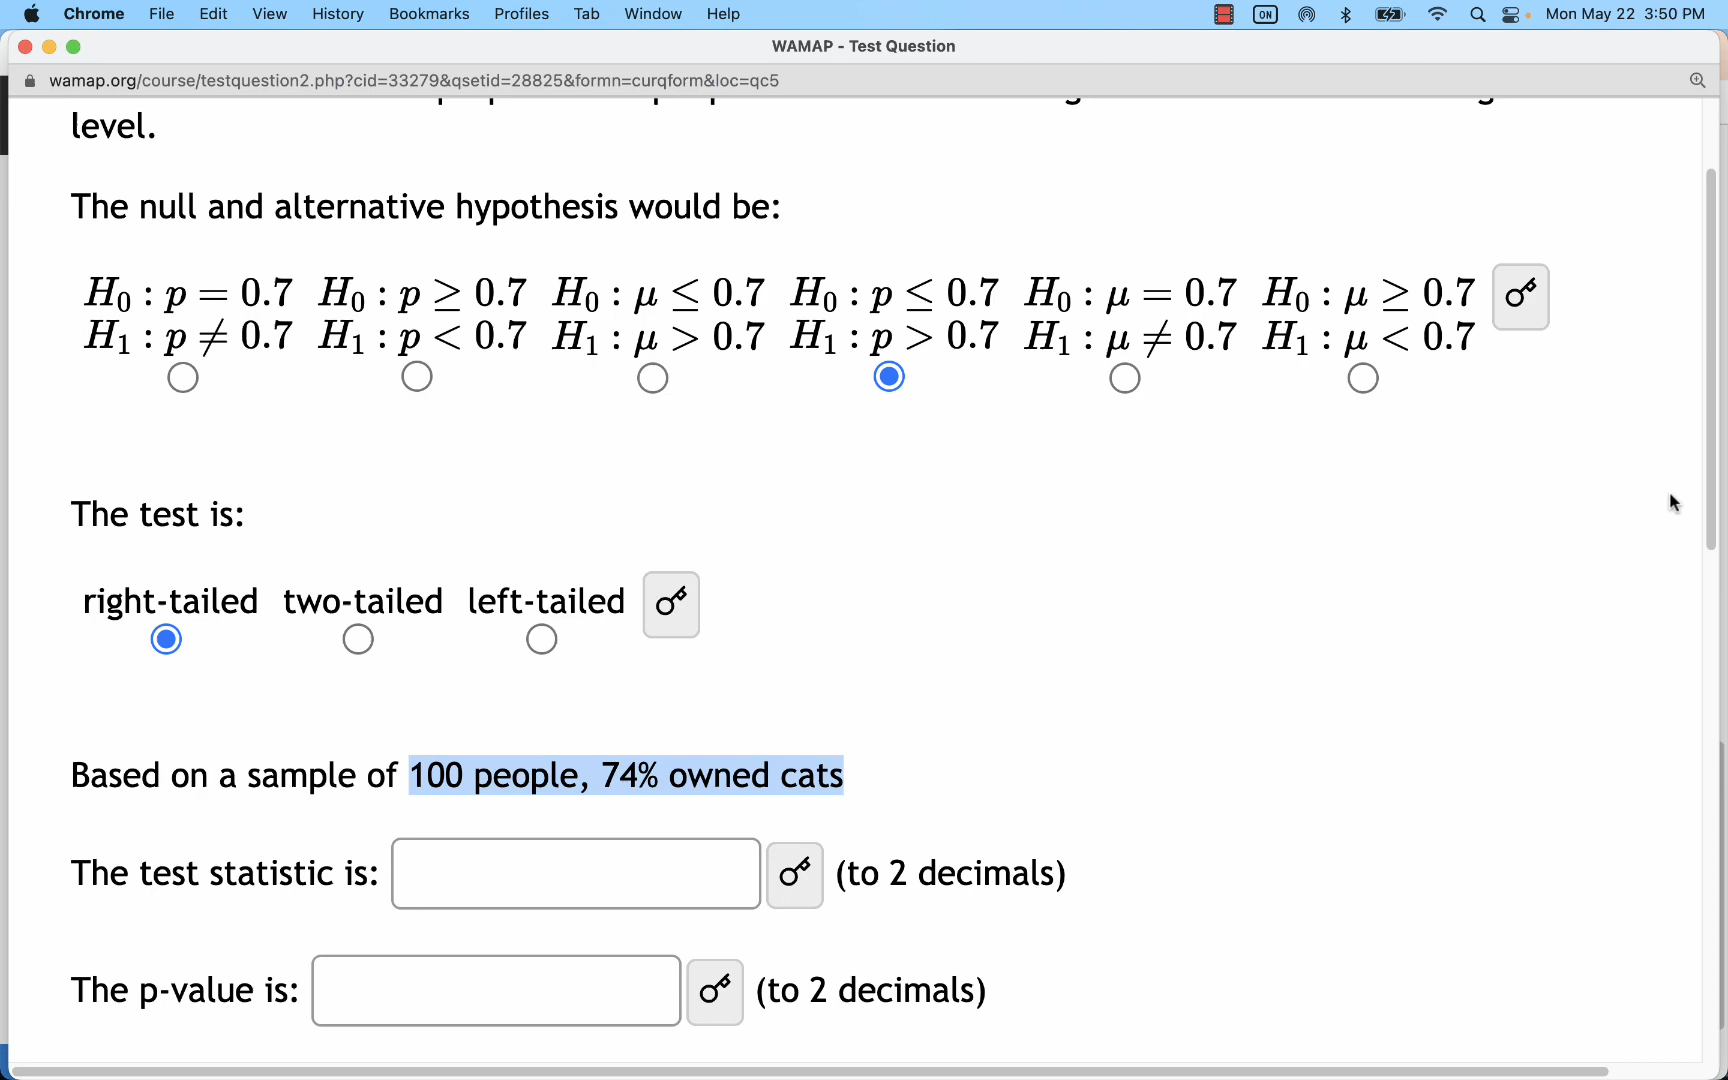 Chrome File Edit View History Bookmarks Profiles Tab Window Help ON Mon May 22 3:50 PM
WAMAP - Test Question
wamap.org/course/testquestion2.php?cid=33279&qsetid=28825&formn=curqform&loc=qc5
level.
The null and alternative hypothesis would be:
H₀ : p = 0.7 H₀ : p ≥ 0.7 H₀ : μ ≤ 0.7 H₀ : p ≤ 0.7 H₀ : μ = 0.7 H₀ : μ ≥ 0.7
H₁ : p ≠ 0.7 H₁ : p < 0.7 H₁ : μ > 0.7 H₁ : p > 0.7 H₁ : μ ≠ 0.7 H₁ : μ < 0.7
The test is:
right-tailed two-tailed left-tailed
Based on a sample of 100 people, 74% owned cats
The test statistic is: (to 2 decimals)
The p-value is: (to 2 decimals)